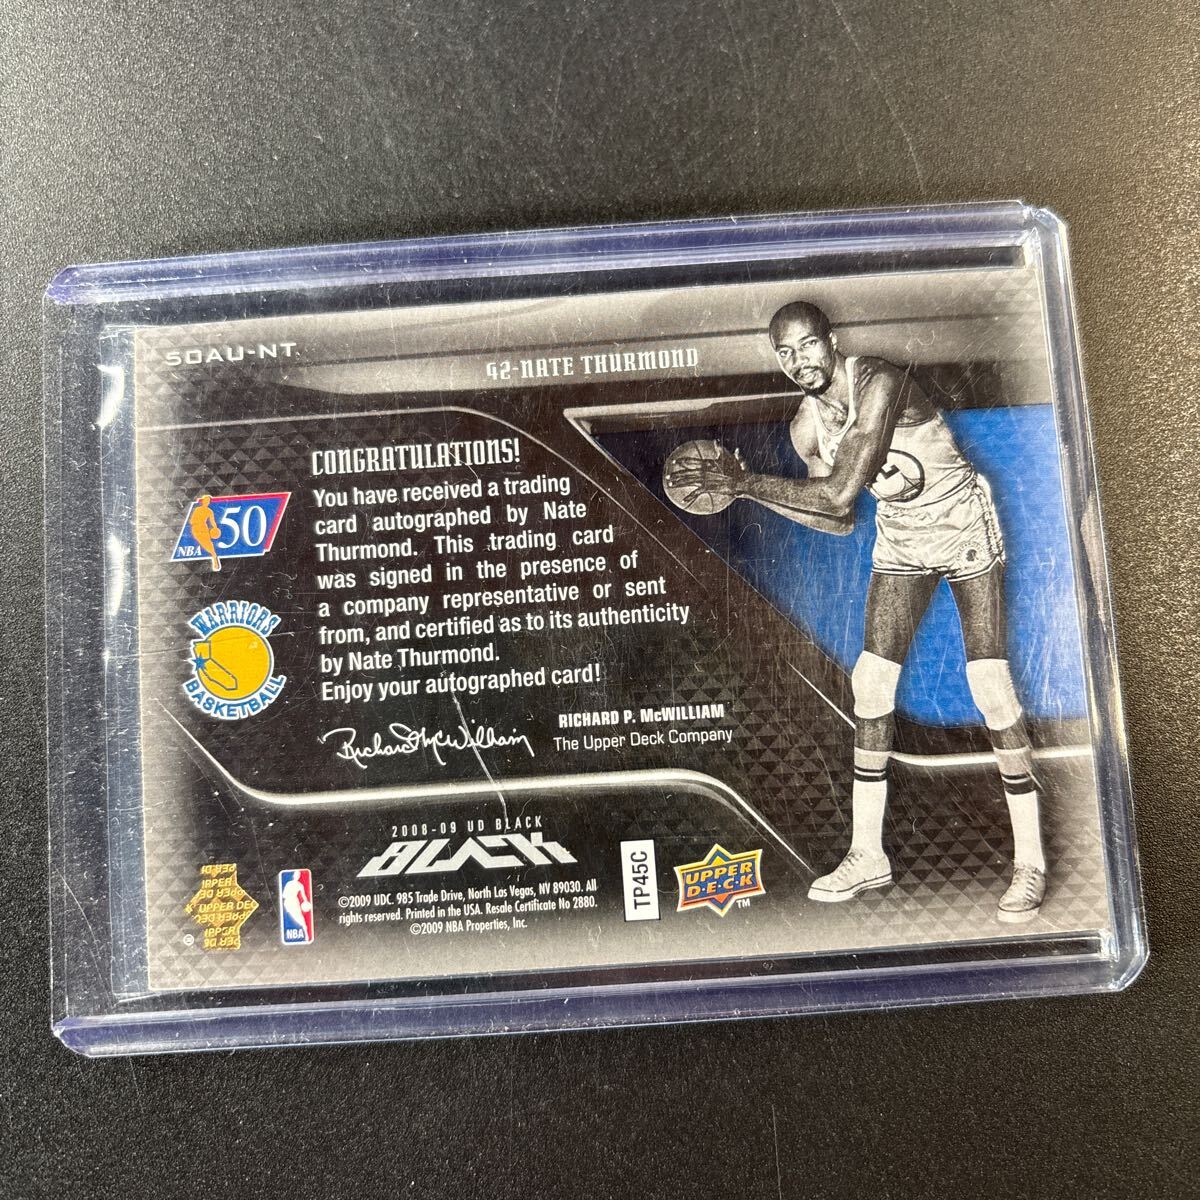 SOAU-NT
42-NATE THURMOND
CONGRATULATIONS!
You have received a trading
card autographed by Nate
Thurmond. This trading card
was signed in the presence of
a company representative or sent
from, and certified as to its authenticity
by Nate Thurmond.
Enjoy your autographed card!
NBA 50
WARRIORS
BASKETBALL
Richard McWilliam
RICHARD P. McWILLIAM
The Upper Deck Company
2008-09 UD BLACK
BLACK
©2009 UDC. 985 Trade Drive, North Las Vegas, NV 89030. All
rights reserved. Printed in the USA. Resale Certificate No 2880.
©2009 NBA Properties, Inc.
NBA
TP45C
UPPER
D·E·C·K
TM